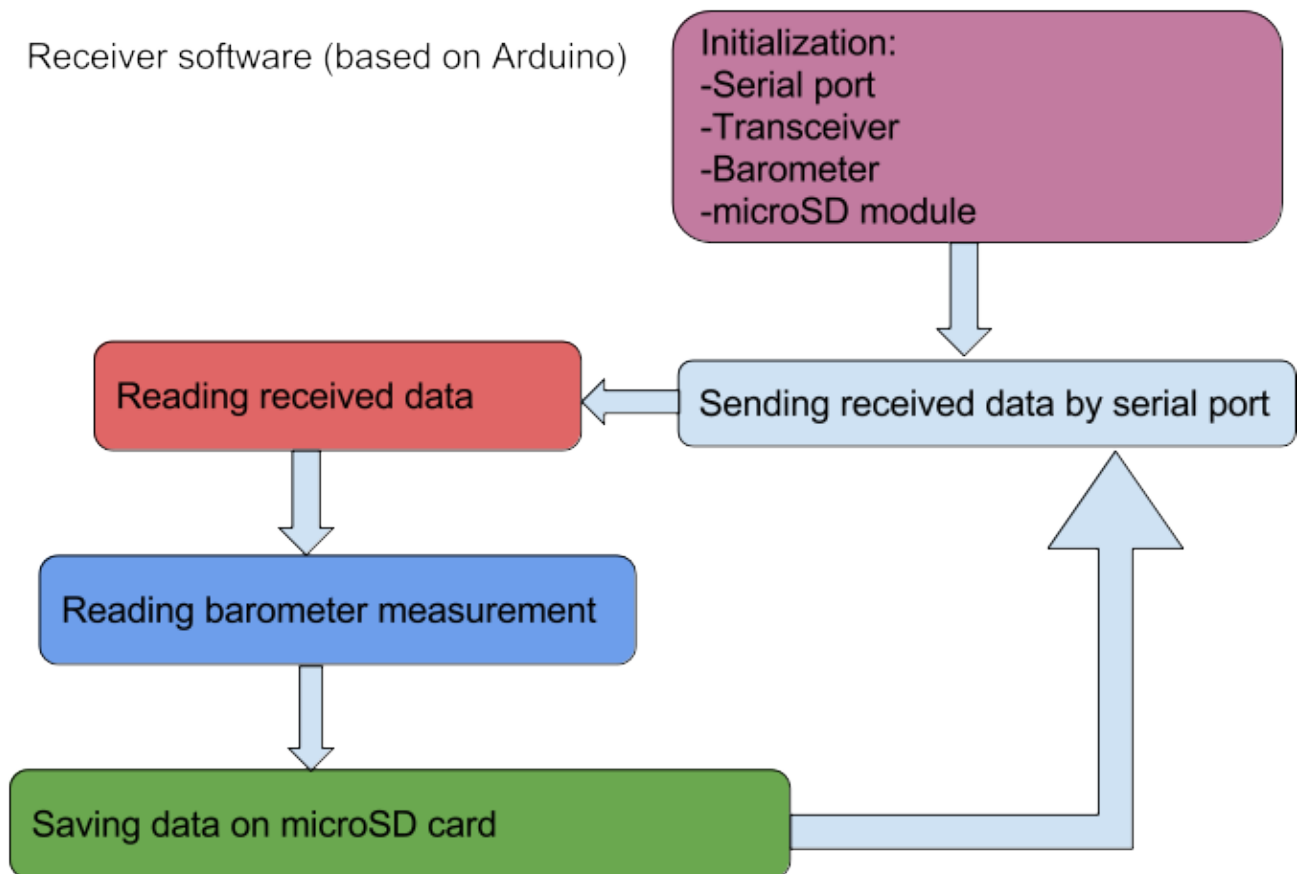 Receiver software (based on Arduino)
Initialization:
-Serial port
-Transceiver
-Barometer
-microSD module
Sending received data by serial port
Reading received data
Reading barometer measurement
Saving data on microSD card